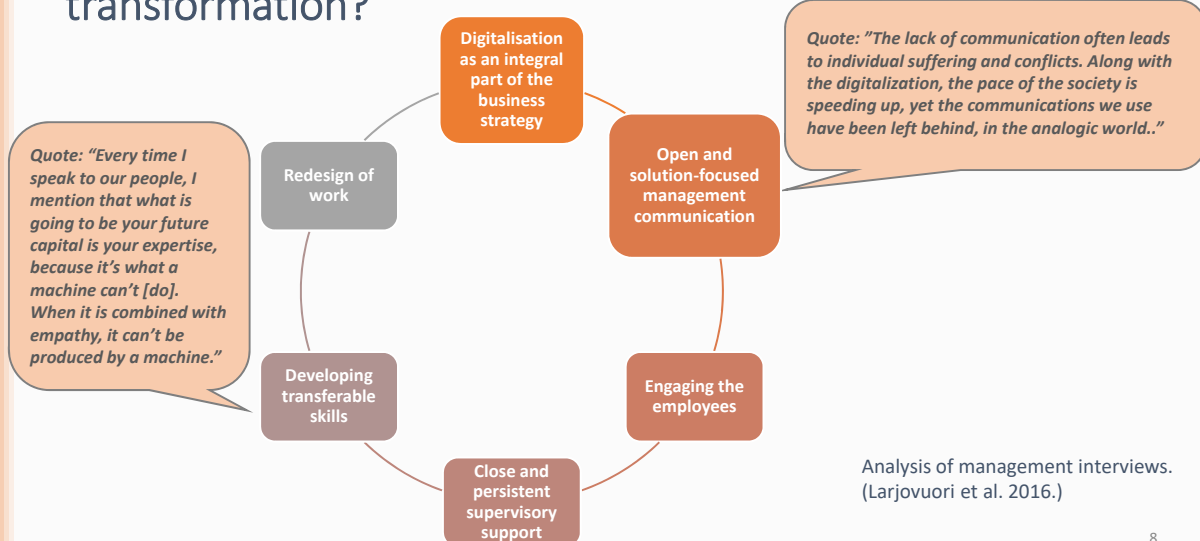 transformation?
Digitalisation
as an integral
part of the
business
strategy
Quote: ”The lack of communication often leads
to individual suffering and conflicts. Along with
the digitalization, the pace of the society is
speeding up, yet the communications we use
have been left behind, in the analogic world..”
Open and
solution-focused
management
communication
Engaging the
employees
Close and
persistent
supervisory
support
Developing
transferable
skills
Redesign of
work
Quote: “Every time I
speak to our people, I
mention that what is
going to be your future
capital is your expertise,
because it’s what a
machine can’t [do].
When it is combined with
empathy, it can’t be
produced by a machine.”
Analysis of management interviews.
(Larjovuori et al. 2016.)
8